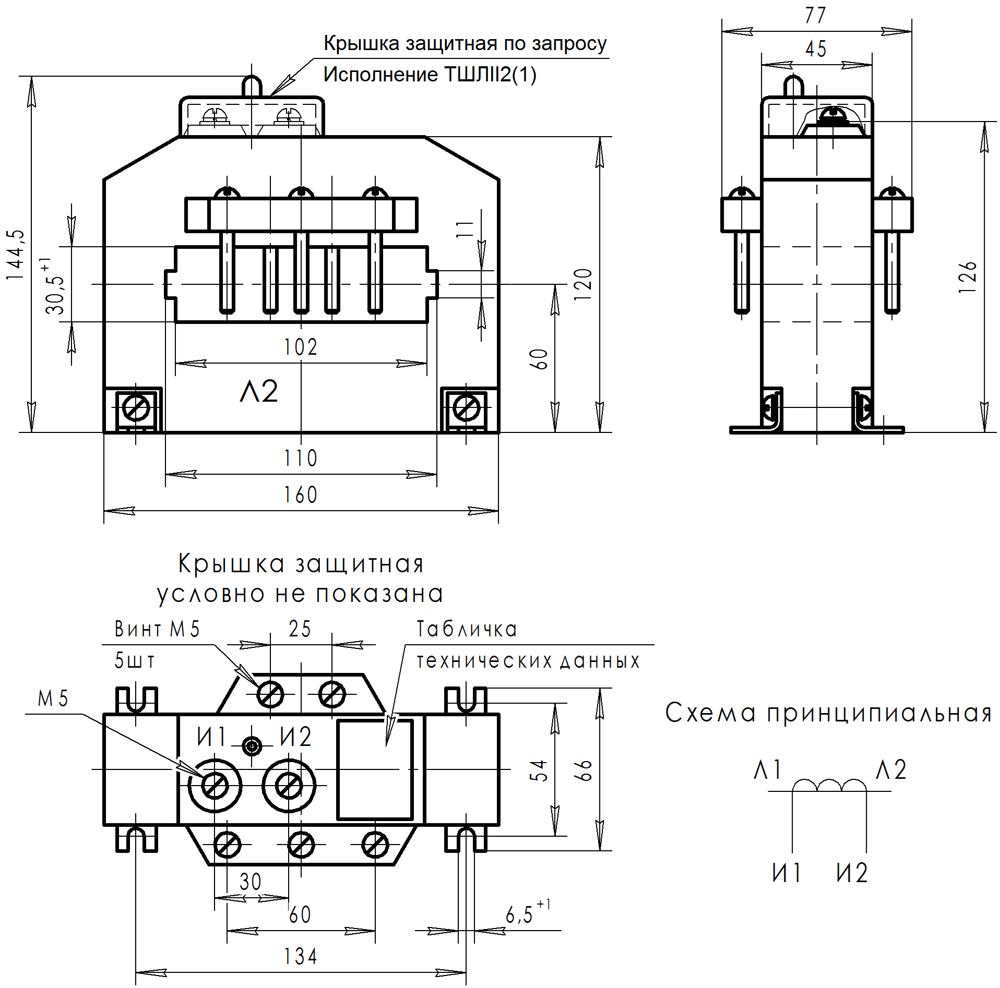 77
Крышка защитная по запросу
45
Исполнение ТШЛII2(1)
144,5
30,5 +1
11
120
126
102
60
Л2
110
160
Крышка защитная
условно не показана
Винт М5
25
Табличка
5шт
технических данных
М5
Схема принципиальная
И1
И2
54
66
Л1
Л2
И1
И2
30
60
6,5 +1
134